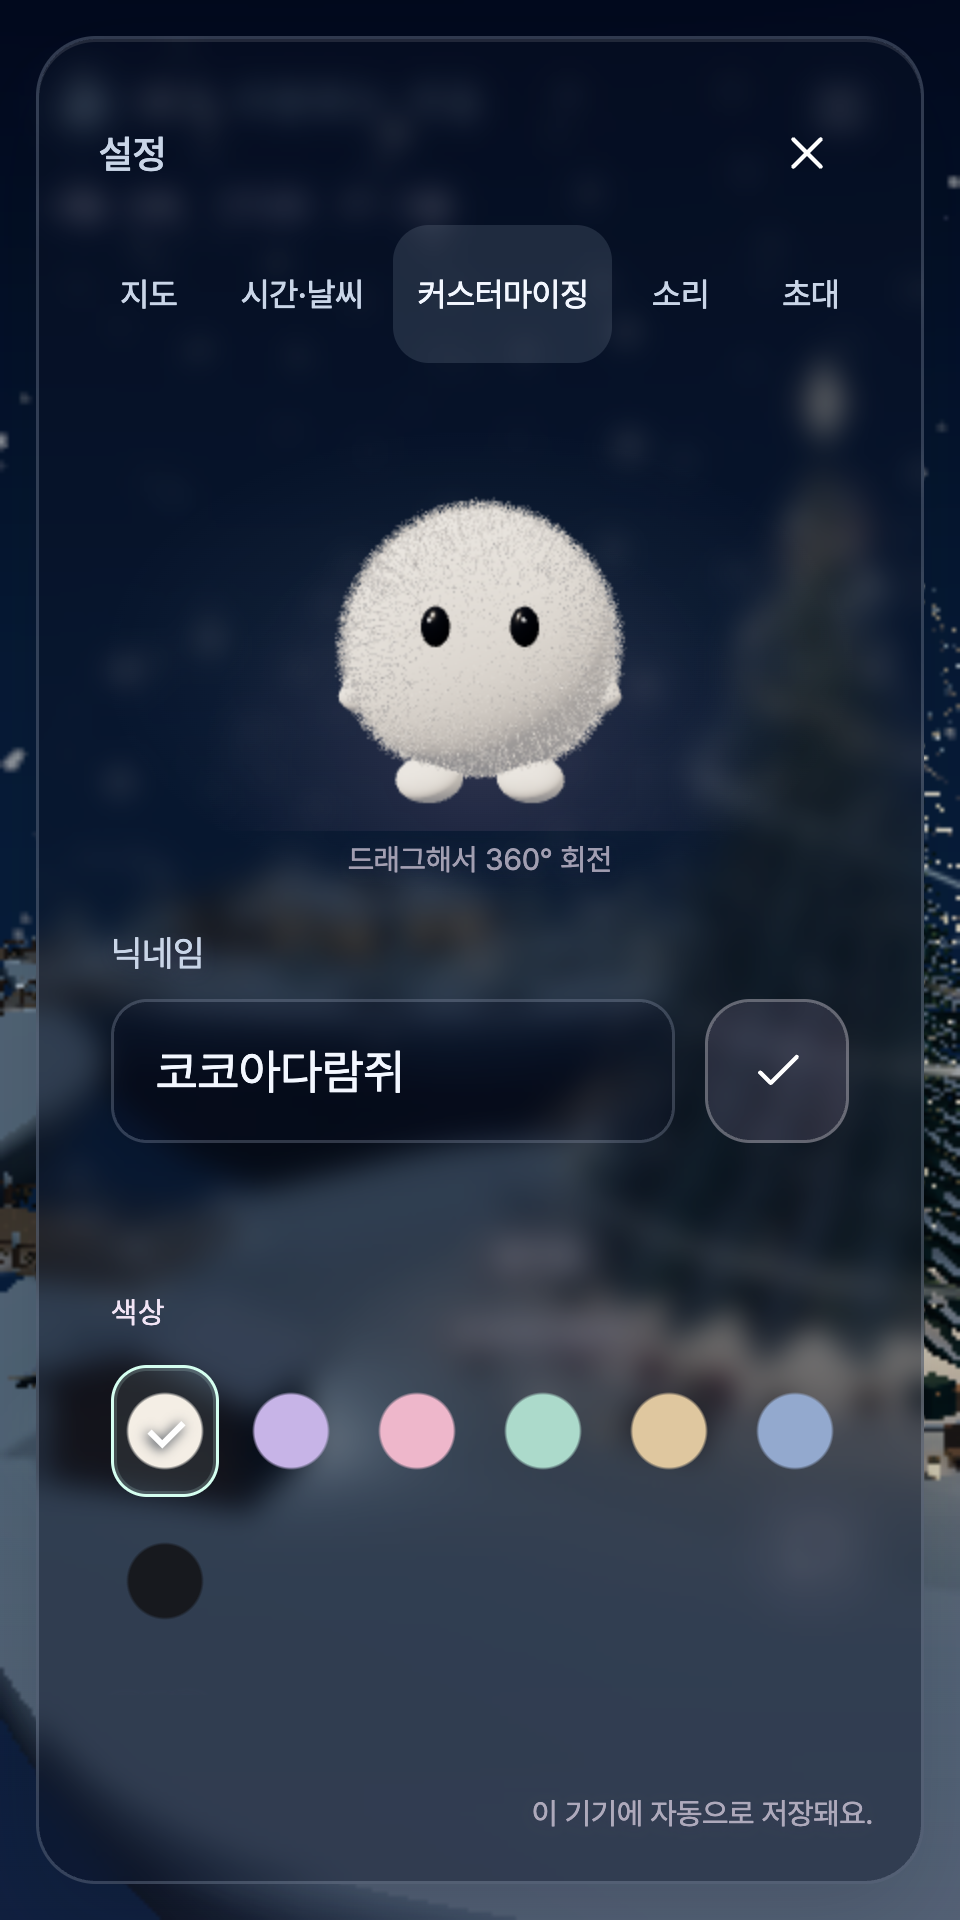 설정
지도 시간·날씨 커스터마이징 소리 초대
드래그해서 360° 회전
닉네임
코코아다람쥐
색상
이 기기에 자동으로 저장돼요.